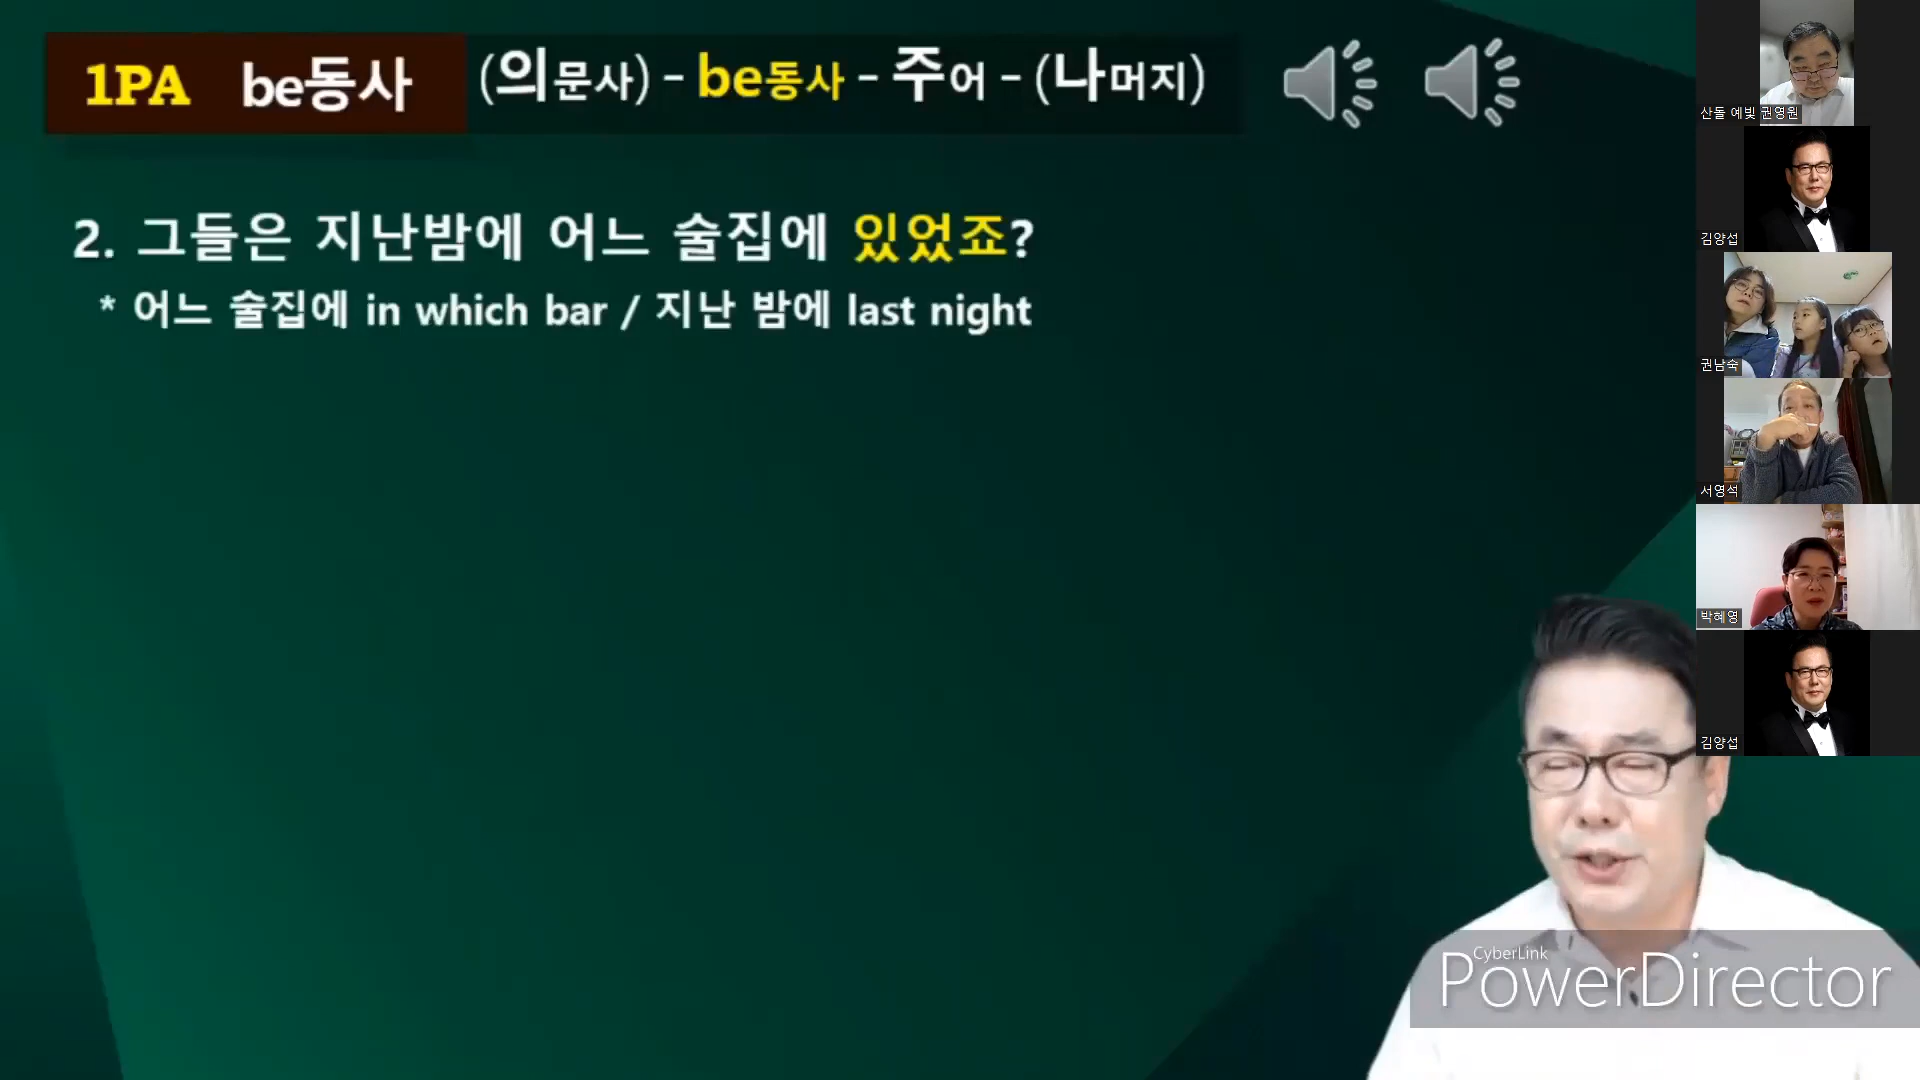 1PA be동사 (의문사) - be동사 - 주어 - (나머지)
2. 그들은 지난밤에 어느 술집에 있었죠?
* 어느 술집에 in which bar / 지난 밤에 last night
산돌 예빛 권영원
김양섭
권남숙
서영석
박혜영
김양섭
CyberLink
PowerDirector